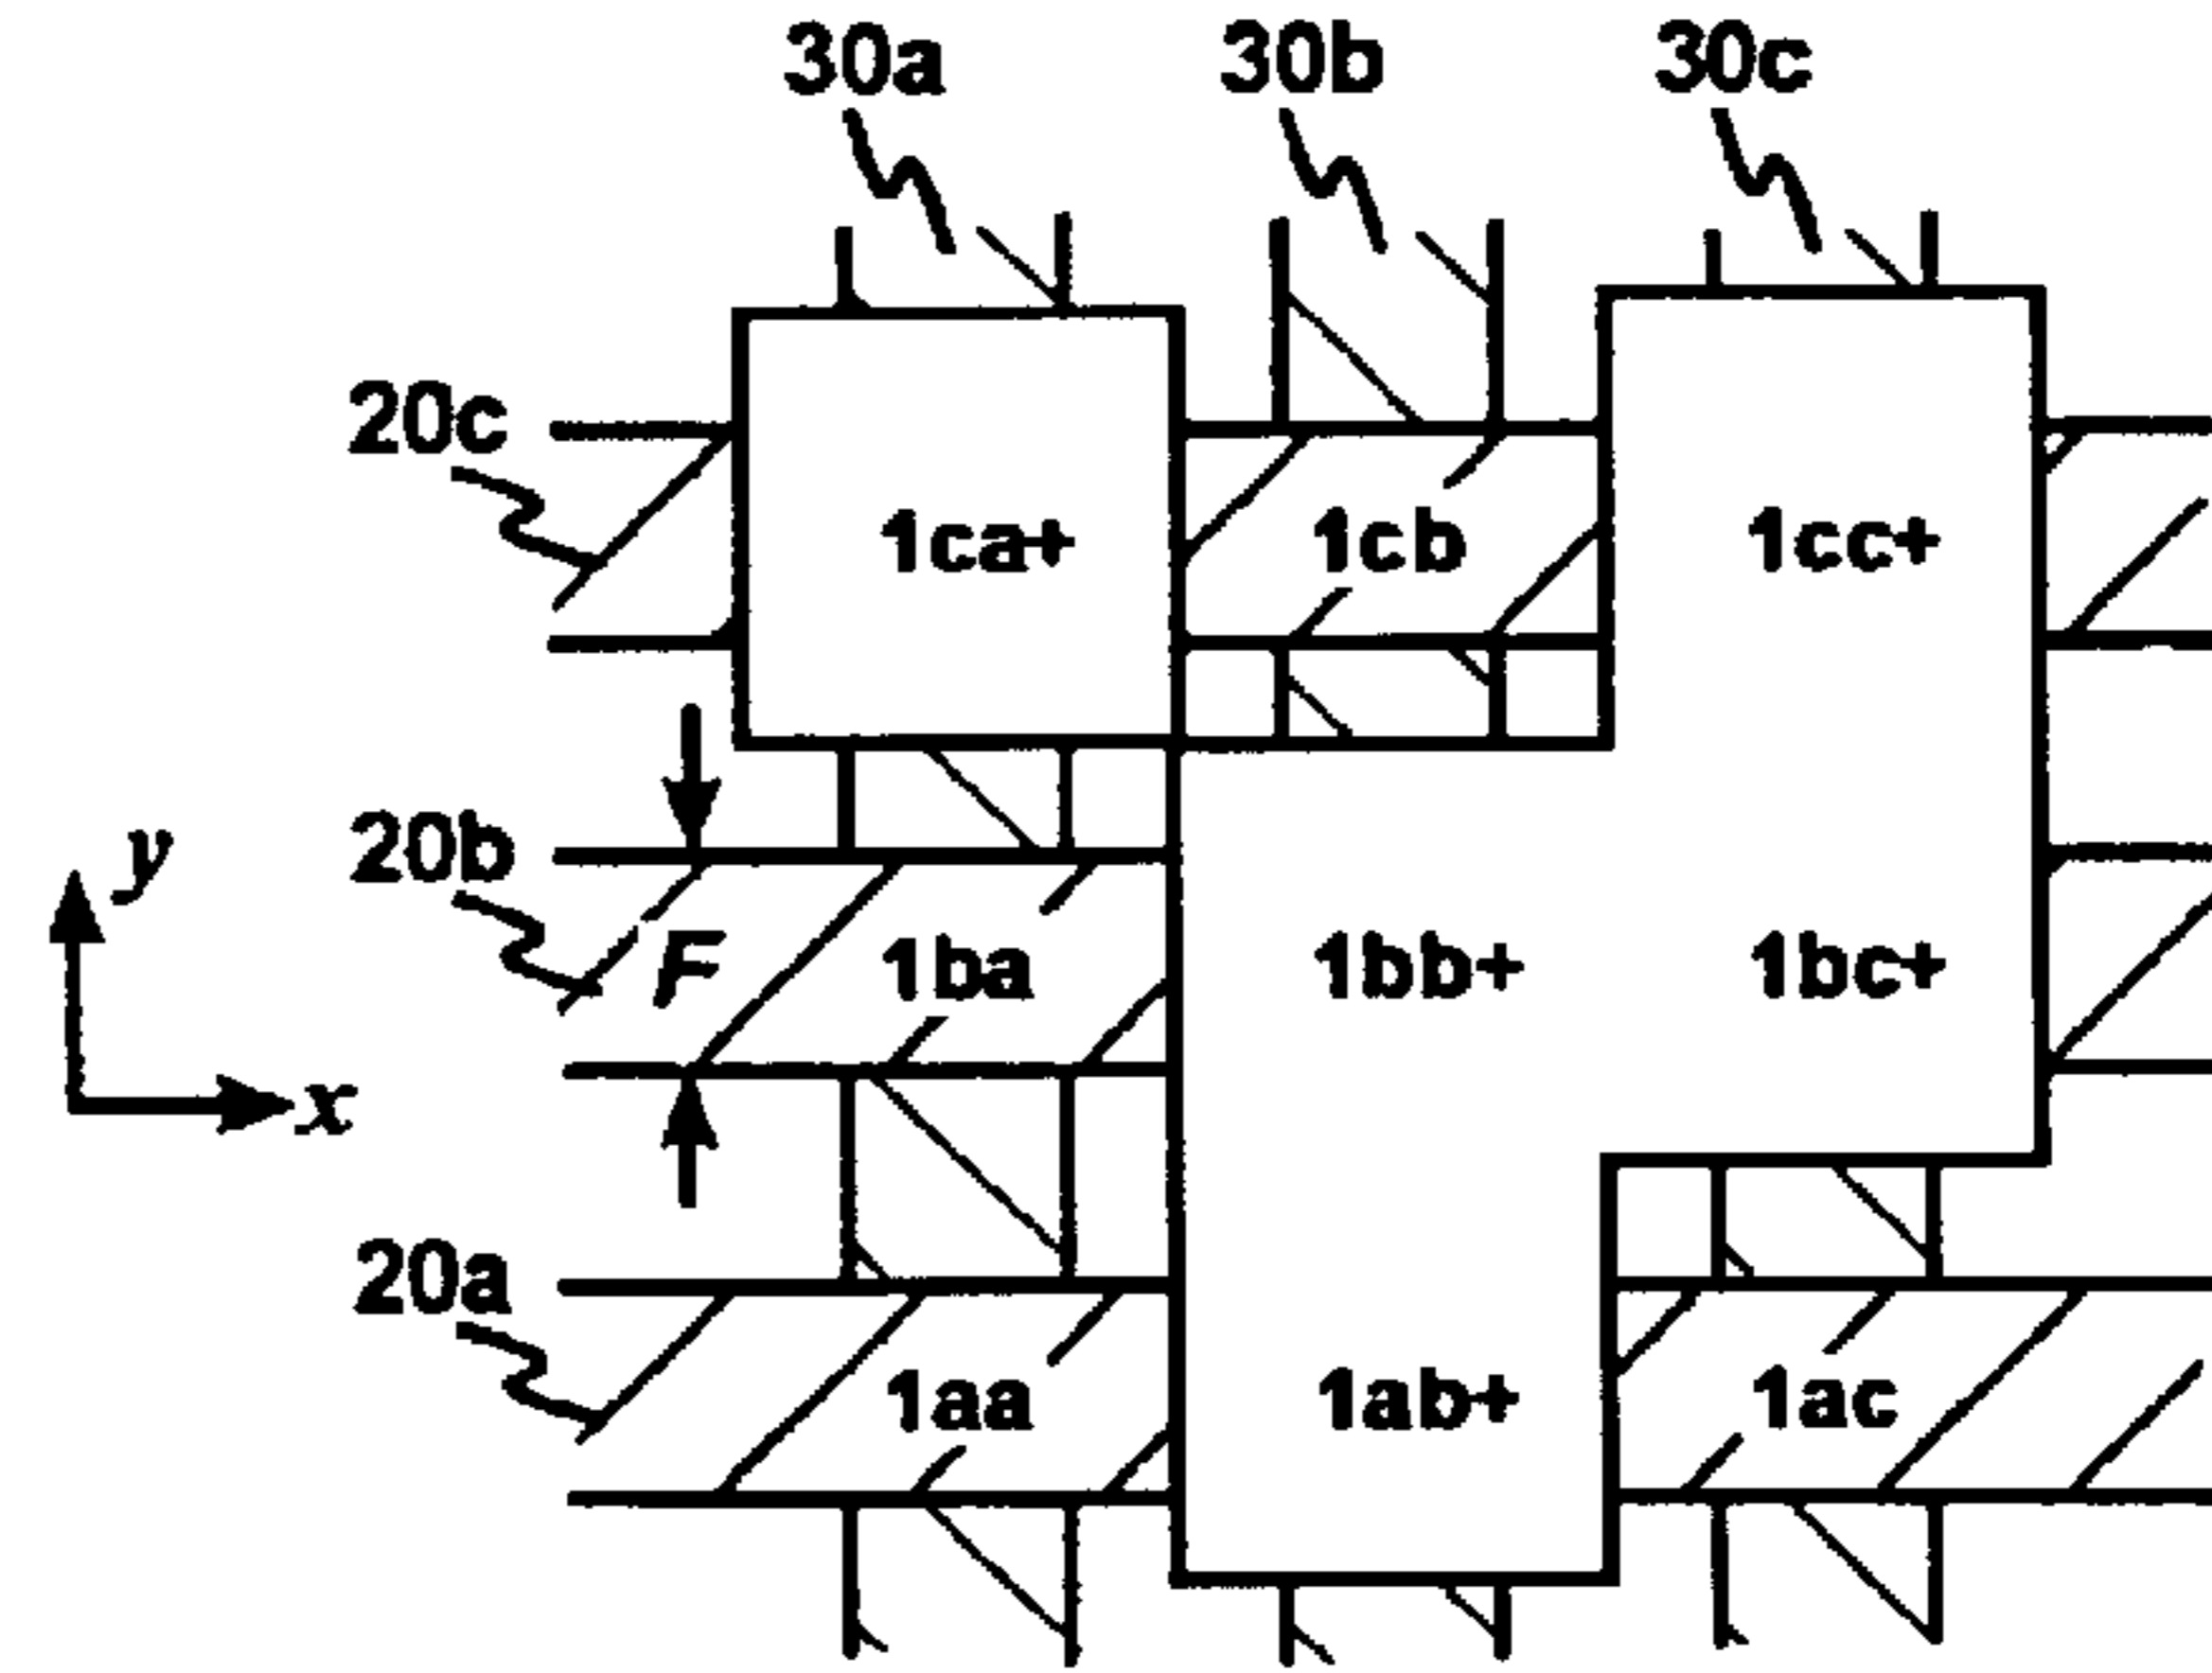 30a 30b 30c
20c 1ca+ 1cb 1cc+
20b F 1ba 1bb+ 1bc+
y
x
20a 1aa 1ab+ 1ac